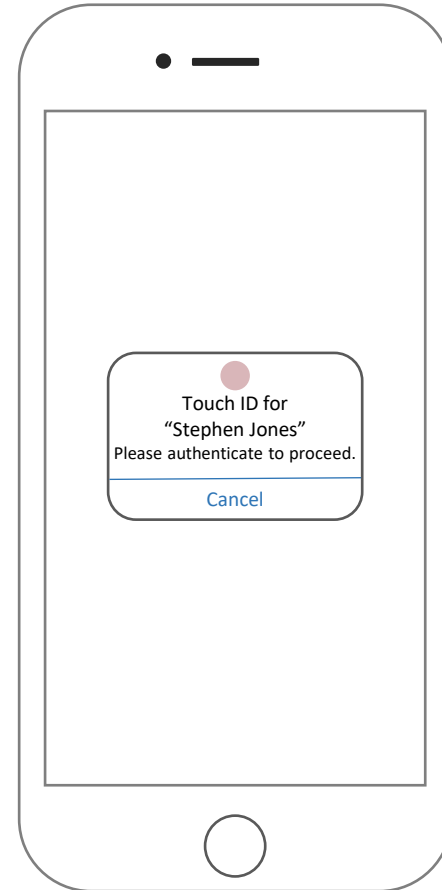 Touch ID for
“Stephen Jones”
Please authenticate to proceed.
Cancel